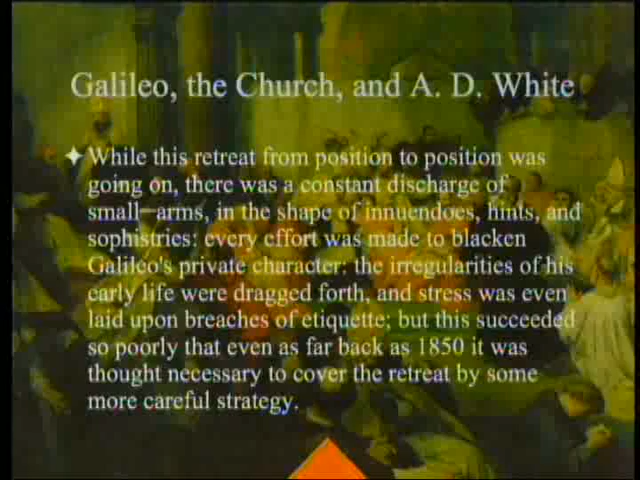 Galileo, the Church, and A. D. White
While this retreat from position to position was
going on, there was a constant discharge of
small-arms, in the shape of innuendoes, hints, and
sophistries: every effort was made to blacken
Galileo's private character: the irregularities of his
early life were dragged forth, and stress was even
laid upon breaches of etiquette; but this succeeded
so poorly that even as far back as 1850 it was
thought necessary to cover the retreat by some
more careful strategy.